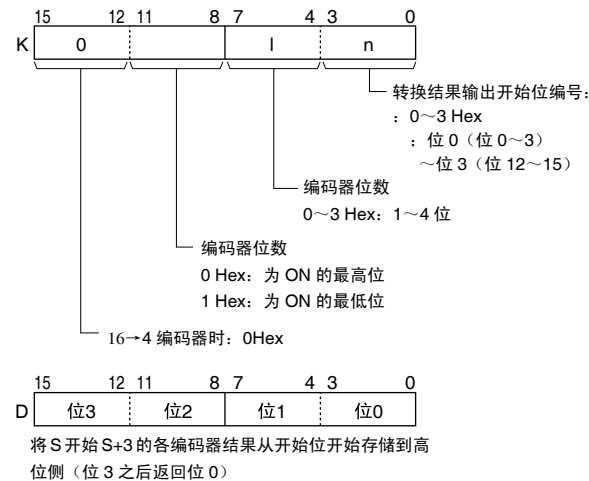 15 12 11 8 7 4 3 0
K 0 l n
转换结果输出开始位编号：
：0～3 Hex
：位 0（位 0～3）
～位 3（位 12～15）
编码器位数
0～3 Hex：1～4 位
编码器位数
0 Hex：为 ON 的最高位
1 Hex：为 ON 的最低位
16→4 编码器时：0Hex
15 12 11 8 7 4 3 0
D 位3 位2 位1 位0
将 S 开始 S+3 的各编码器结果从开始位开始存储到高
位侧（位 3 之后返回位 0）